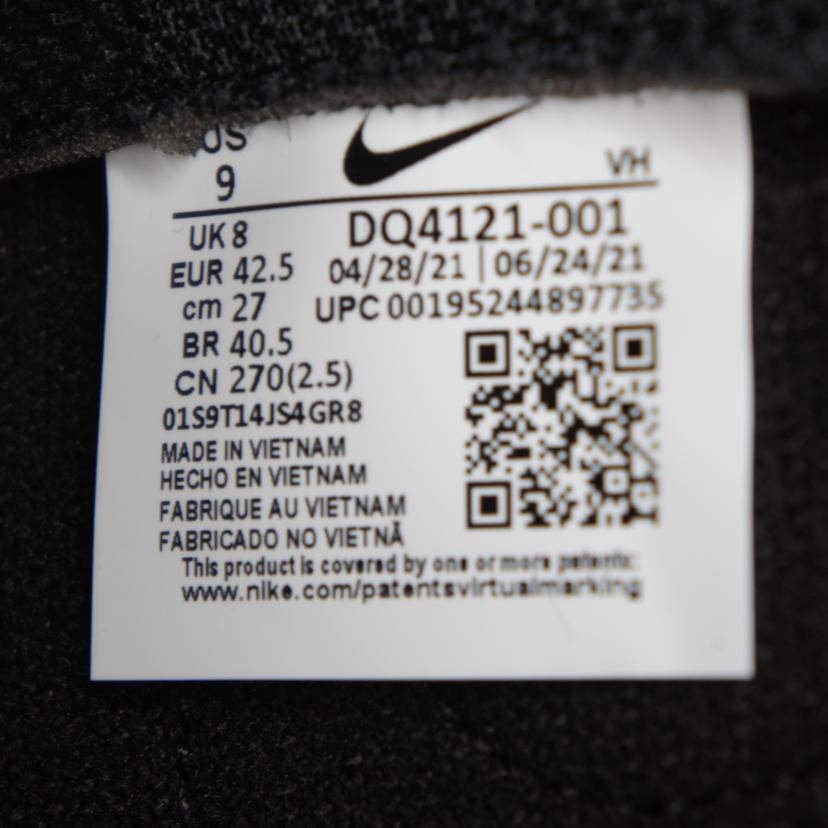 US
9
VH
UK 8
DQ4121-001
EUR 42.5
04/28/21 | 06/24/21
cm 27
UPC 00195244897735
BR 40.5
CN 270(2.5)
01S9T14JS4GR8
MADE IN VIETNAM
HECHO EN VIETNAM
FABRIQUE AU VIETNAM
FABRICADO NO VIETNÃ
This product is covered by one or more patents:
www.nike.com/patentsvirtualmarking